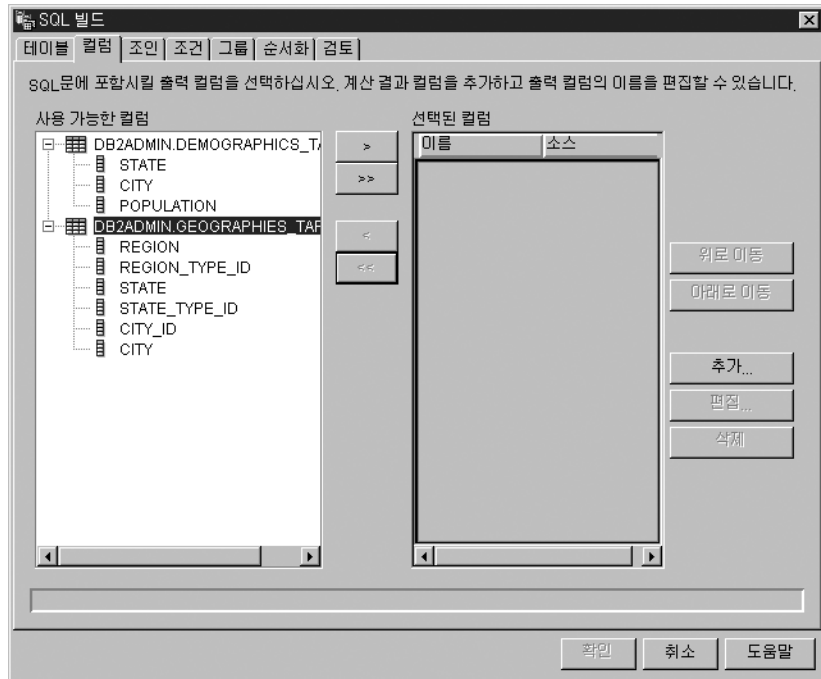 SQL 빌드
테이블 컬럼 조인 조건 그룹 순서화 검토
SQL문에 포함시킬 출력 컬럼을 선택하십시오. 계산 결과 컬럼을 추가하고 출력 컬럼의 이름을 편집할 수 있습니다.
사용 가능한 컬럼
DB2ADMIN.DEMOGRAPHICS_TA
STATE
CITY
POPULATION
DB2ADMIN.GEOGRAPHIES_TAR
REGION
REGION_TYPE_ID
STATE
STATE_TYPE_ID
CITY_ID
CITY
>
>>
<
<<
선택된 컬럼
이름 소스
위로 이동
아래로 이동
추가...
편집...
삭제
확인 취소 도움말